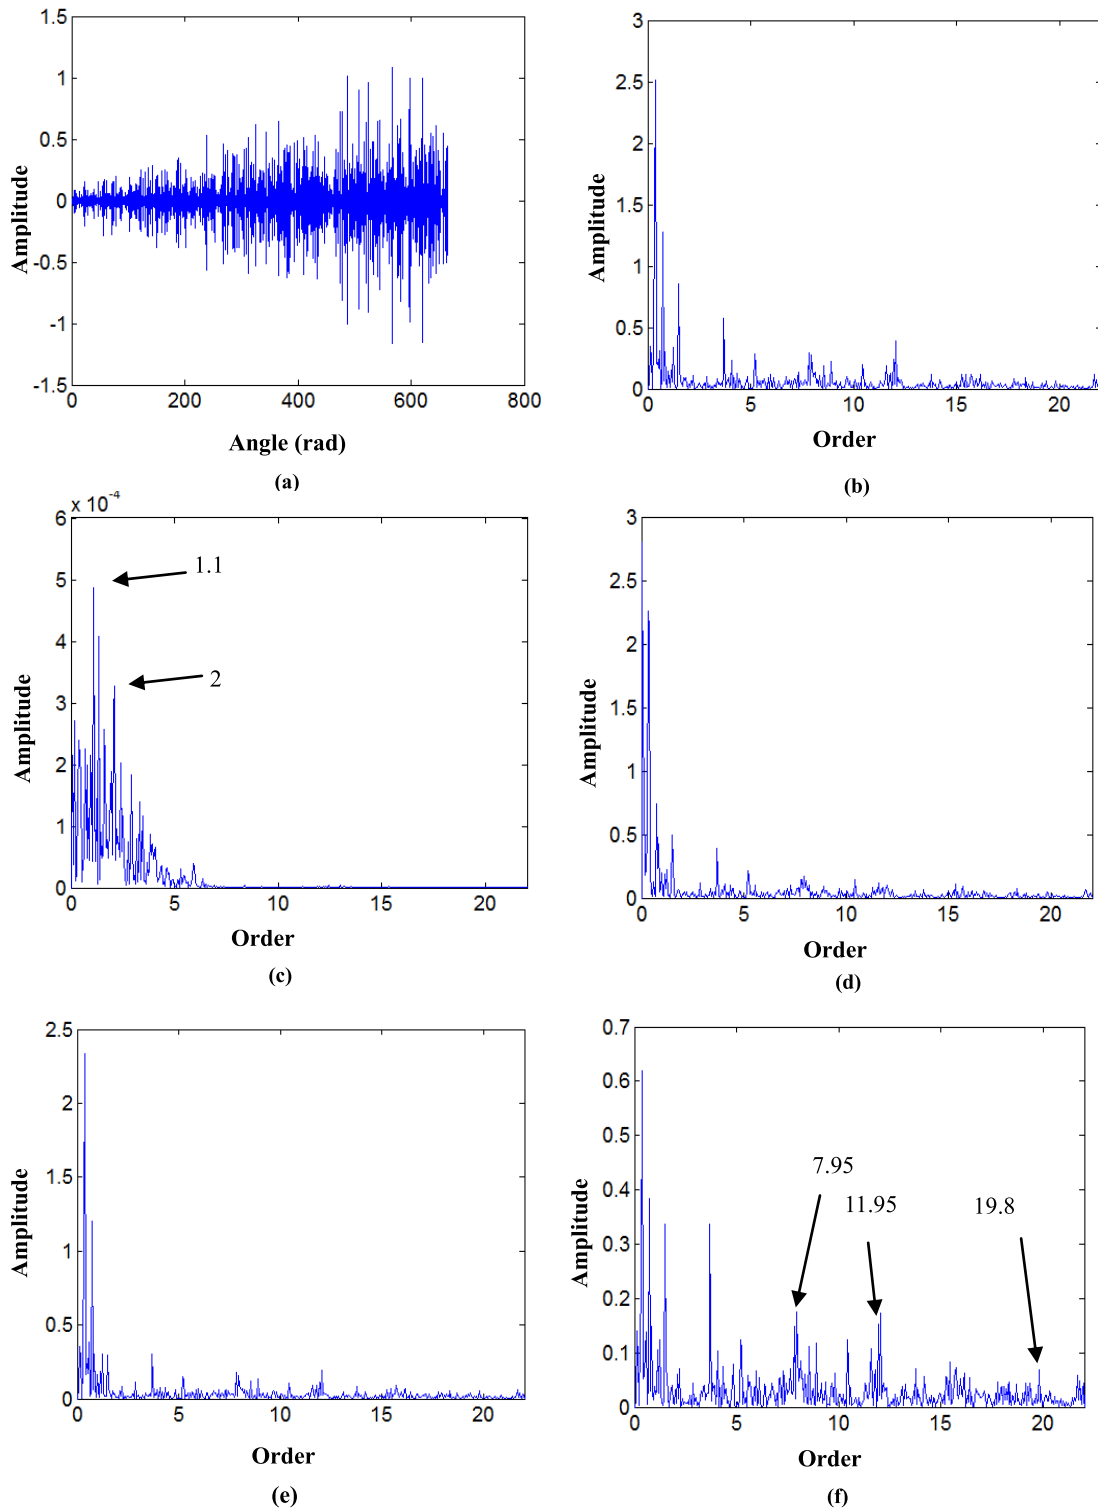 1.5
1
0.5
0
-0.5
-1
-1.5
0 200 400 600 800
Amplitude
Angle (rad)
(a)
3
2.5
2
1.5
1
0.5
0
0 5 10 15 20
Amplitude
Order
(b)
x 10-4
6
5
4
3
2
1
0
0 5 10 15 20
1.1
2
Amplitude
Order
(c)
3
2.5
2
1.5
1
0.5
0
0 5 10 15 20
Amplitude
Order
(d)
2.5
2
1.5
1
0.5
0
0 5 10 15 20
Amplitude
Order
(e)
0.7
0.6
0.5
0.4
0.3
0.2
0.1
0
0 5 10 15 20
7.95
11.95
19.8
Amplitude
Order
(f)